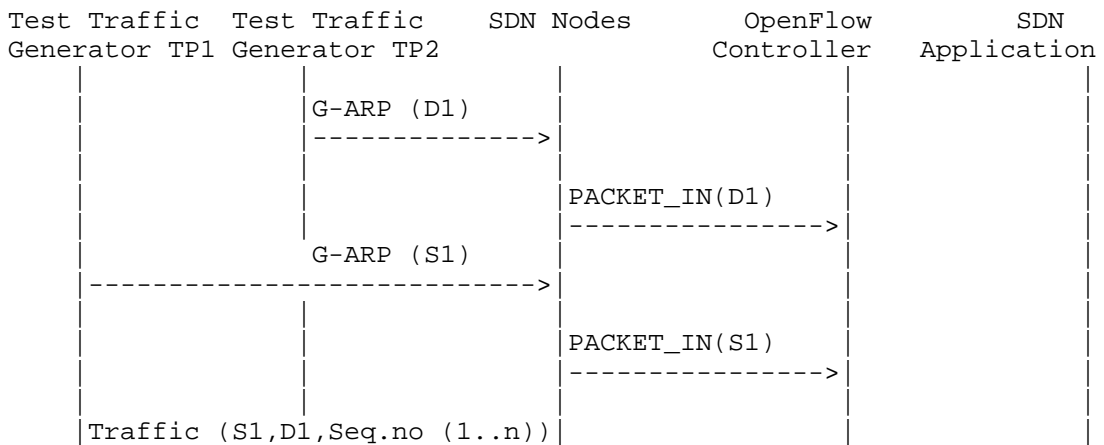 Test Traffic Test Traffic SDN Nodes OpenFlow SDN
Generator TP1 Generator TP2 Controller Application
G-ARP (D1)
PACKET_IN(D1)
G-ARP (S1)
PACKET_IN(S1)
Traffic (S1,D1,Seq.no (1..n))